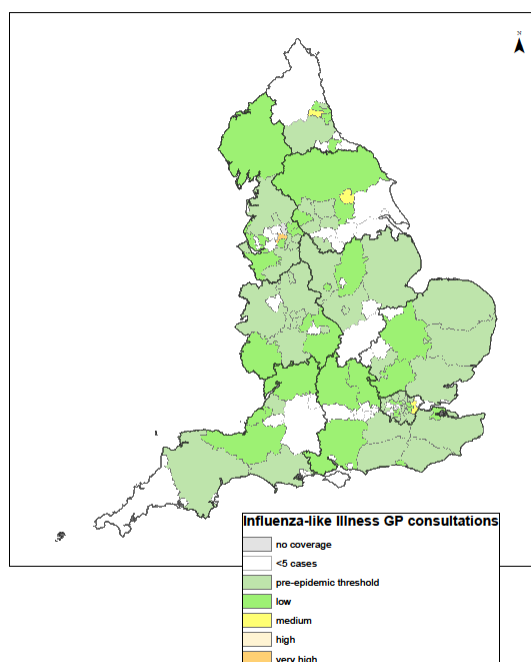 N
Influenza-like Illness GP consultations
no coverage
<5 cases
pre-epidemic threshold
low
medium
high
very high